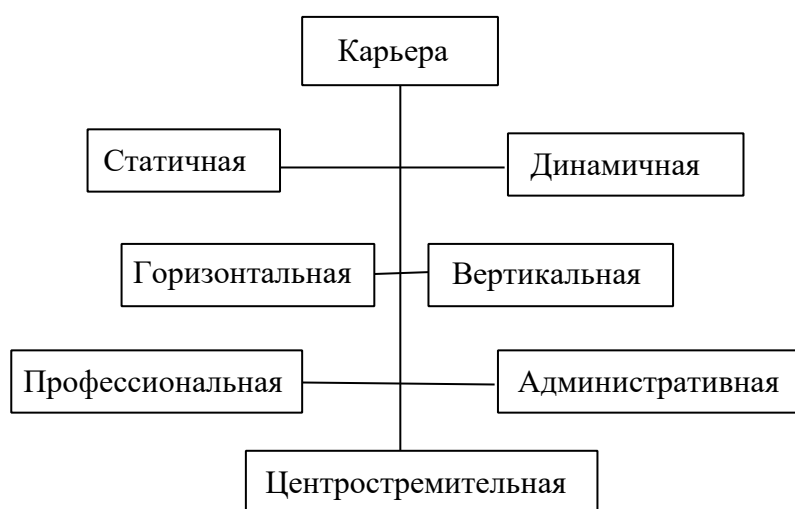 Карьера
Статичная
Динамичная
Горизонтальная
Вертикальная
Профессиональная
Административная
Центростремительная